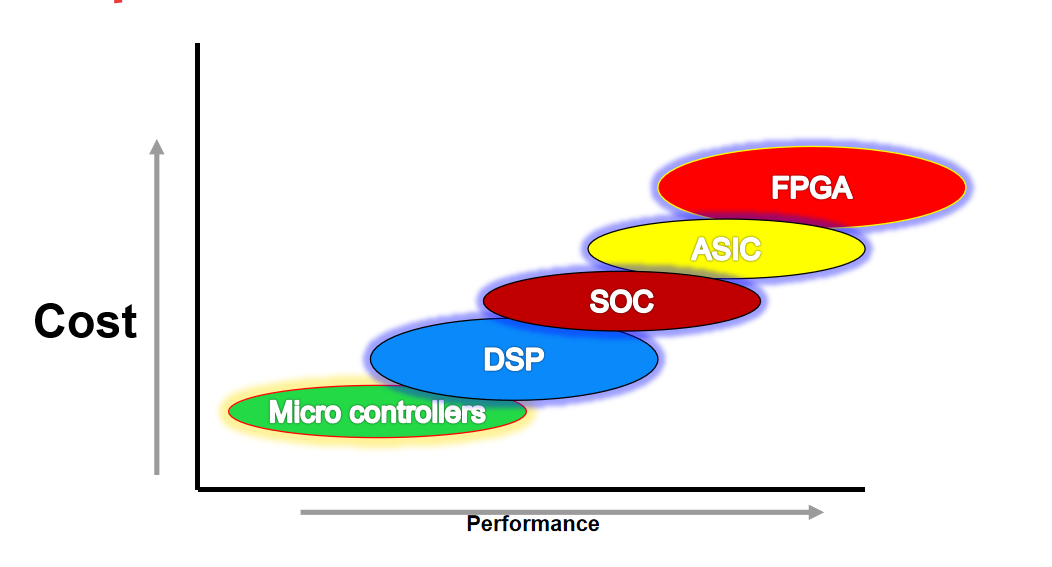 FPGA
ASIC
SOC
Cost
DSP
Micro controllers
Performance